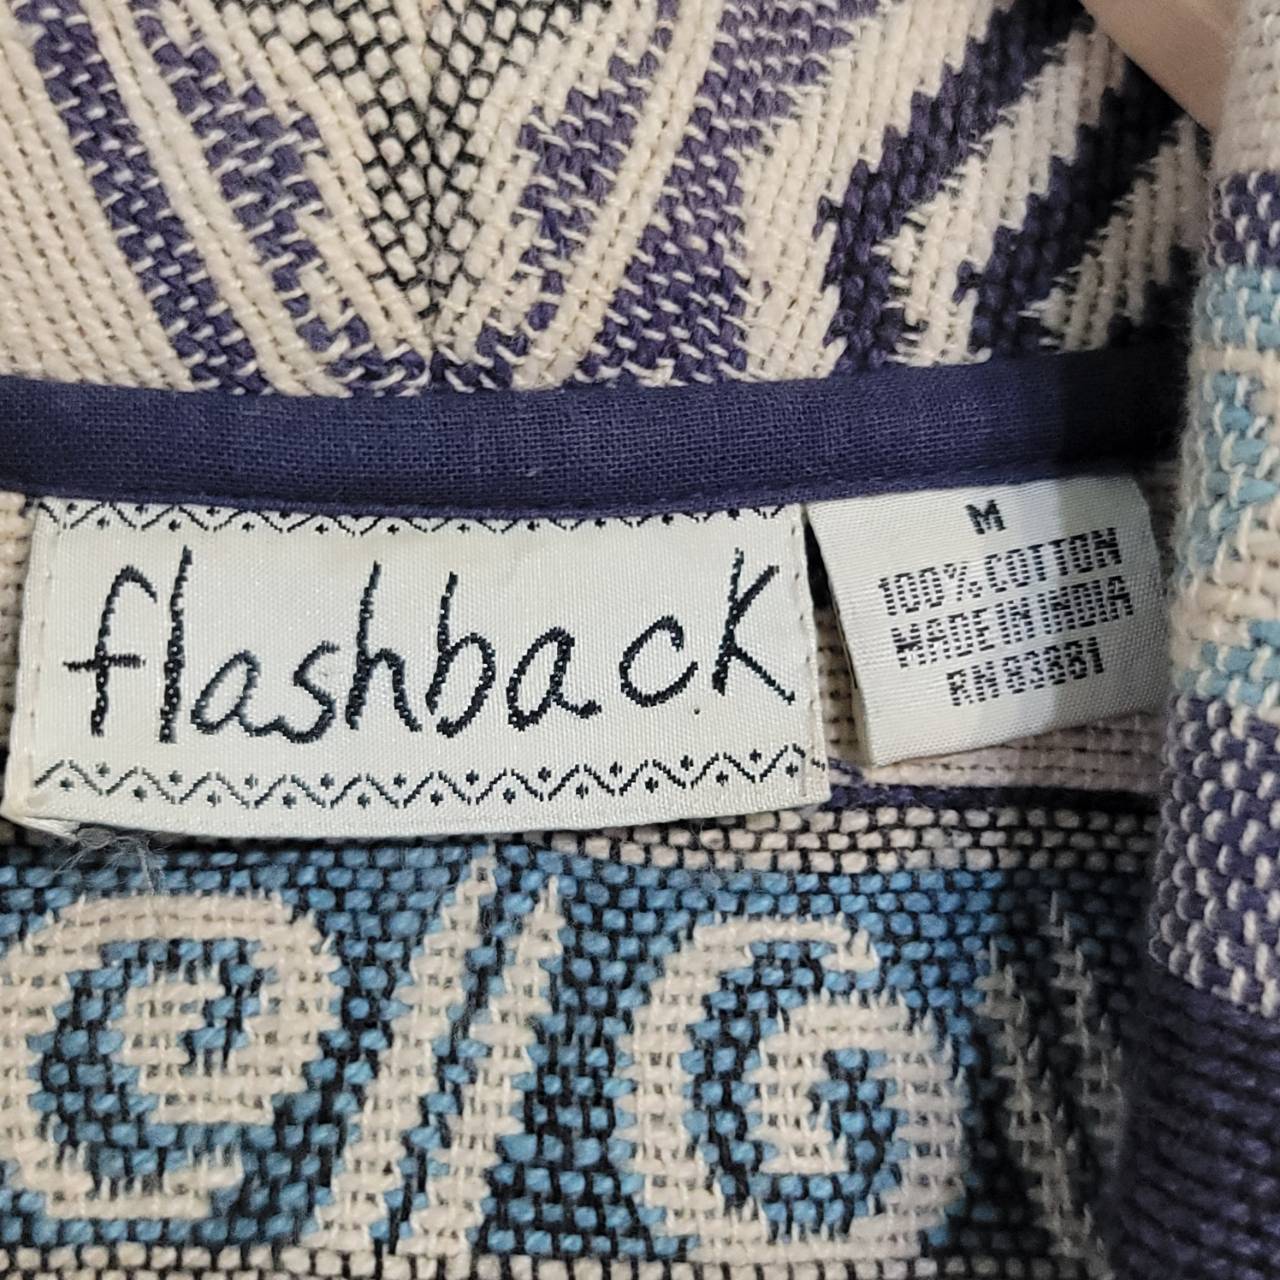 flashback
M
100% COTTON
MADE IN INDIA
RN 83881